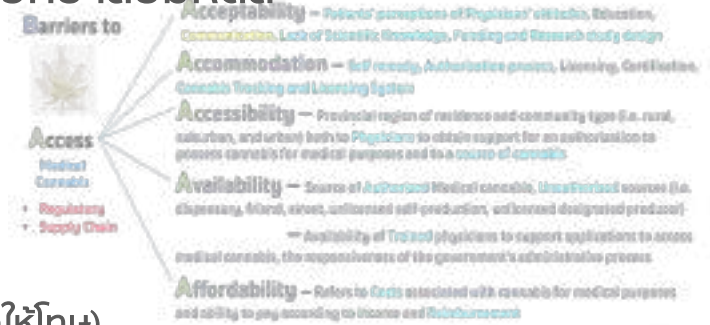 Barriers to
Access
Medical
Cannabis
• Regulatory
• Supply Chain
Acceptability – Patients' perceptions of Physicians' attitudes, Education,
Communication, Lack of Scientific Knowledge, Funding and Research study design
Accommodation – Self remedy, Authorization process, Licensing, Certification,
Cannabis Tracking and Licensing System
Accessibility – Provincial region of residence and community type (i.e. rural,
suburban, and urban) both to Physicians to obtain support for an authorization to
possess cannabis for medical purposes and to a source of cannabis
Availability – Source of Authorized Medical cannabis, Unauthorized sources (i.e.
dispensary, friend, street, unlicensed self-production, unlicensed designated producer)
– Availability of Trained physicians to support applications to access
medical cannabis, the responsiveness of the government's administrative process
Affordability – Refers to Costs associated with cannabis for medical purposes
and ability to pay according to income and Reimbursement
ให้โทษ)